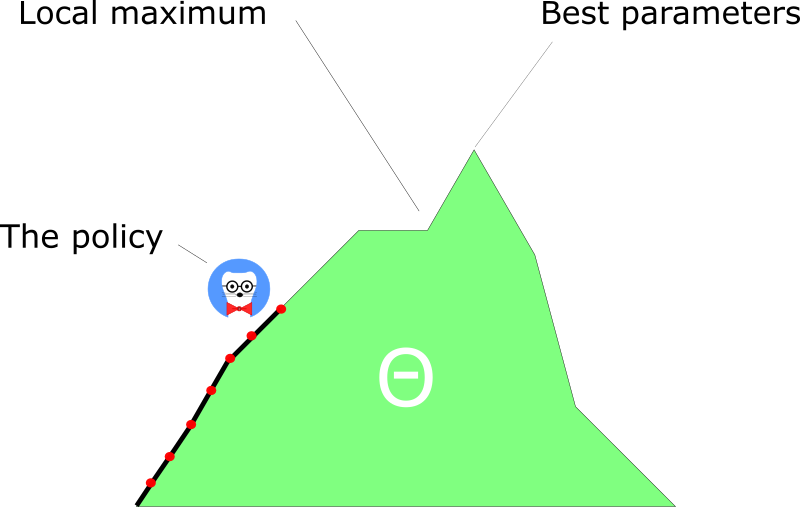 Local maximum
Best parameters
The policy
Θ